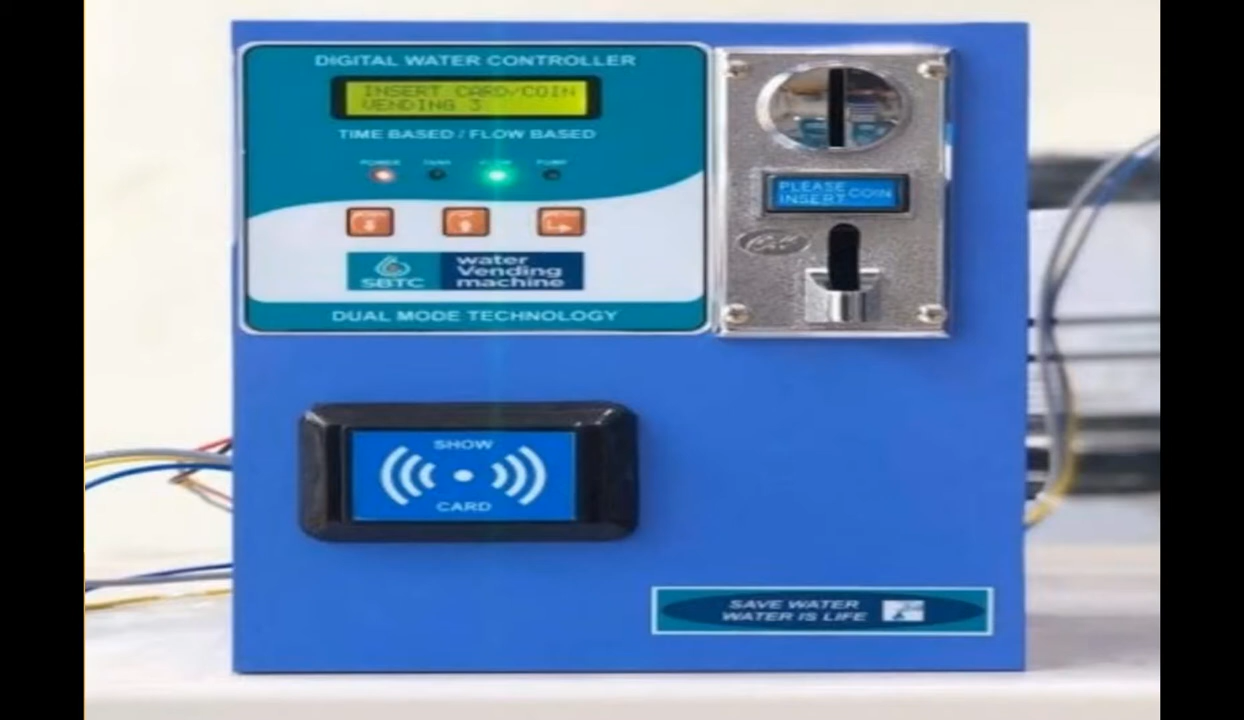 DIGITAL WATER CONTROLLER
INSERT CARD/COIN
VENDING 3
TIME BASED / FLOW BASED
POWER TANK PUMP
SBTC
water
Vending
machine
DUAL MODE TECHNOLOGY
PLEASE
INSERT COIN
SHOW
CARD
SAVE WATER
WATER IS LIFE